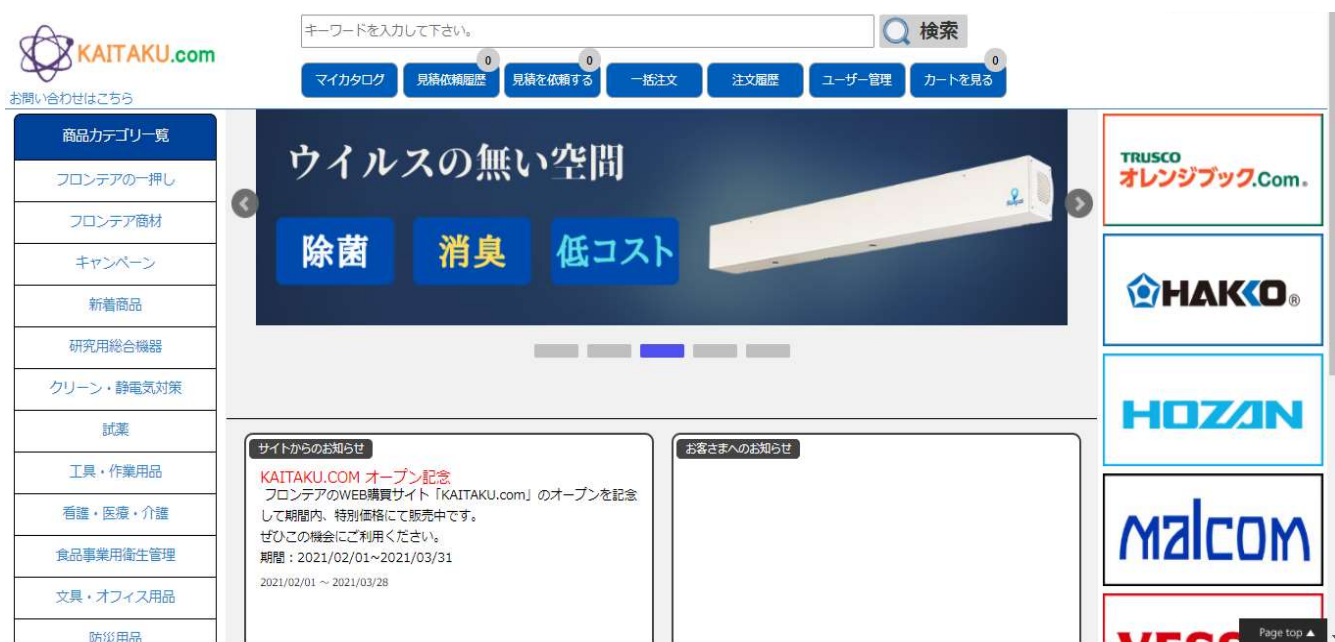 KAITAKU.com
お問い合わせはこちら
キーワードを入力して下さい。
検索
マイカタログ
0
見積依頼履歴
0
見積を依頼する
一括注文
注文履歴
ユーザー管理
0
カートを見る
商品カテゴリ一覧
フロンテアの一押し
フロンテア商材
キャンペーン
新着商品
研究用総合機器
クリーン・静電気対策
試薬
工具・作業用品
看護・医療・介護
食品事業用衛生管理
文具・オフィス用品
防災用品
ウイルスの無い空間
除菌
消臭
低コスト
サイトからのお知らせ
KAITAKU.COM オープン記念
フロンテアのWEB購買サイト「KAITAKU.com」のオープンを記念
して期間内、特別価格にて販売中です。
ぜひこの機会にご利用ください。
期間：2021/02/01~2021/03/31
2021/02/01 ～ 2021/03/28
お客さまへのお知らせ
TRUSCO
オレンジブック.Com®
HAKKO®
HOZAN
malcom
Page top ▲